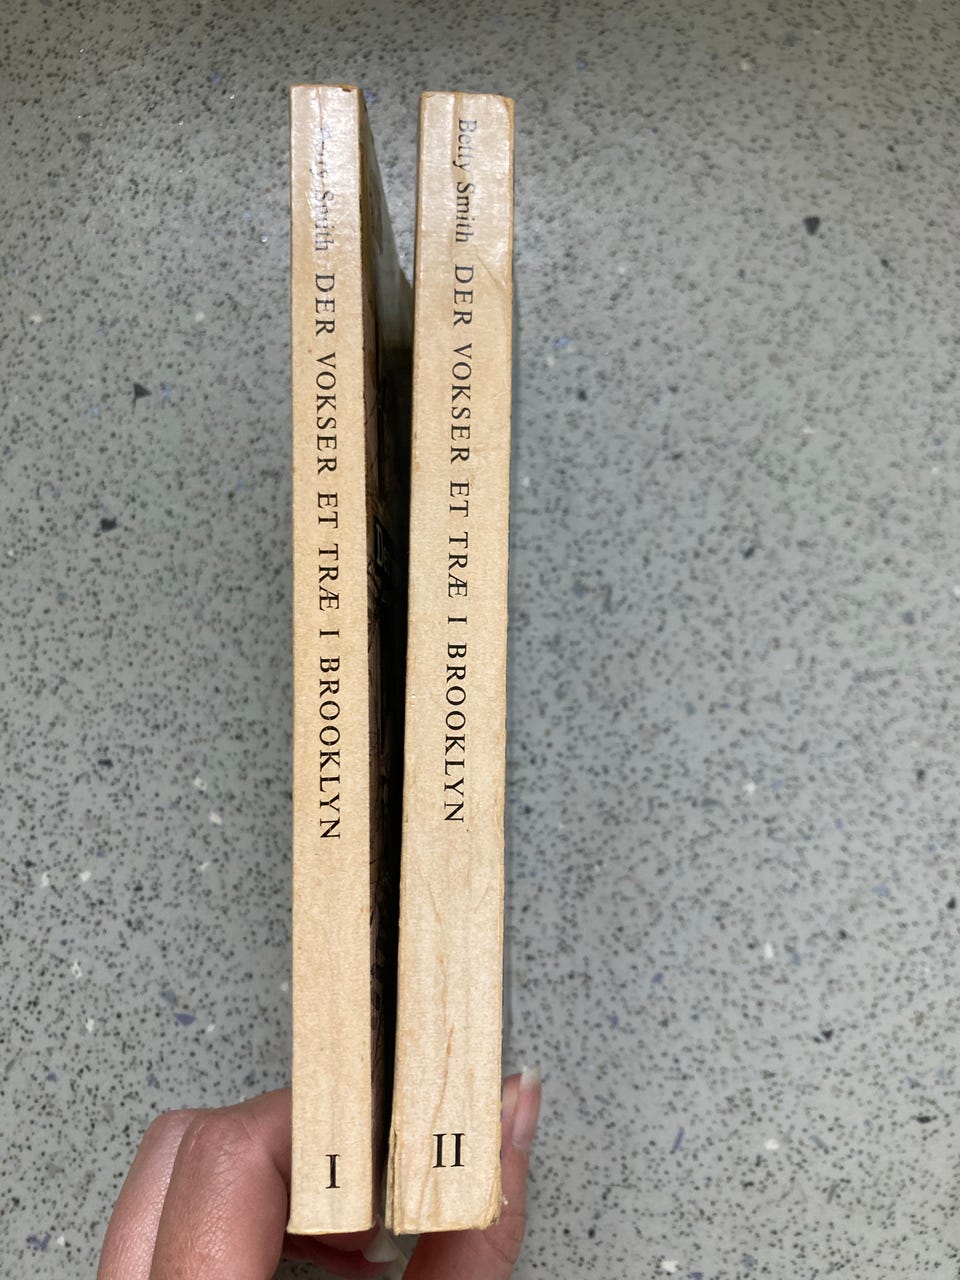 Smith DER VOKSER ET TRÆ I BROOKLYN
I
Betty Smith DER VOKSER ET TRÆ I BROOKLYN
II